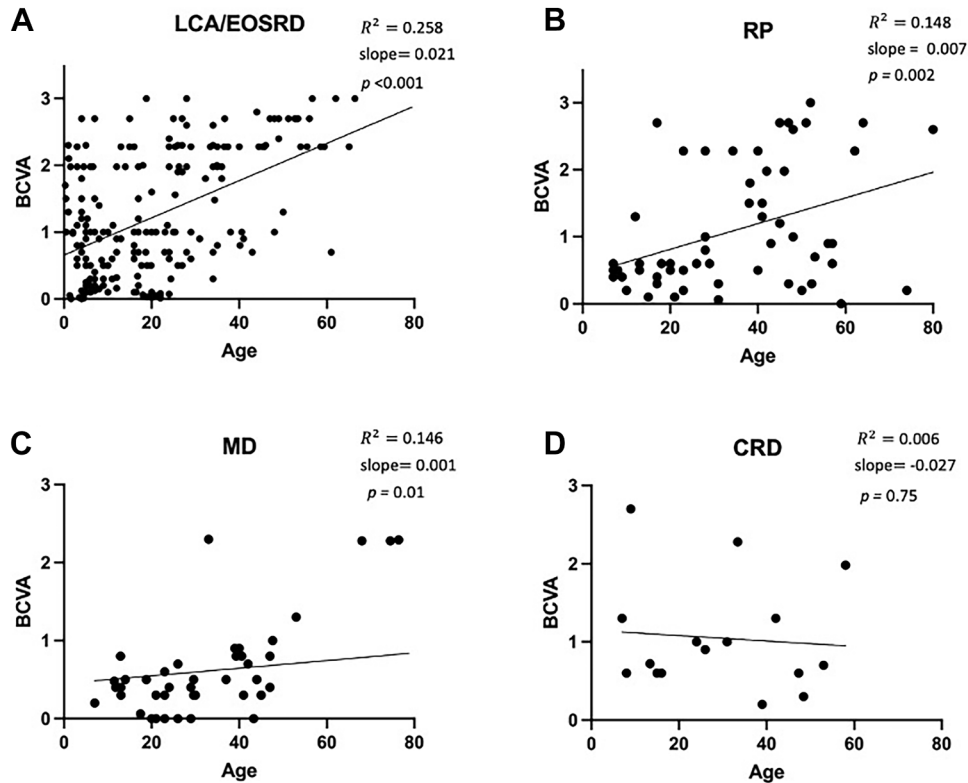 A
LCA/EOSRD
R² = 0.258
slope= 0.021
p <0.001
BCVA
3
2
1
0
0 20 40 60 80
Age
B
RP
R² = 0.148
slope = 0.007
p = 0.002
BCVA
3
2
1
0
0 20 40 60 80
Age
C
MD
R² = 0.146
slope= 0.001
p = 0.01
BCVA
3
2
1
0
0 20 40 60 80
Age
D
CRD
R² = 0.006
slope= -0.027
p = 0.75
BCVA
3
2
1
0
0 20 40 60 80
Age